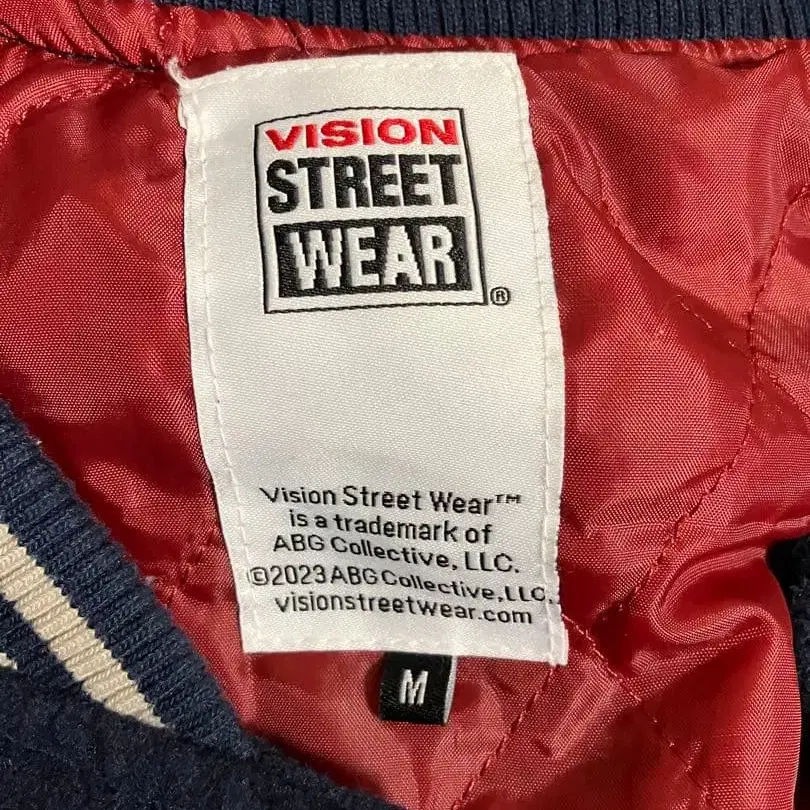 VISION
STREET
WEAR
®
Vision Street Wear™
is a trademark of
ABG Collective, LLC.
©2023 ABG Collective, LLC.
visionstreetwear.com
M